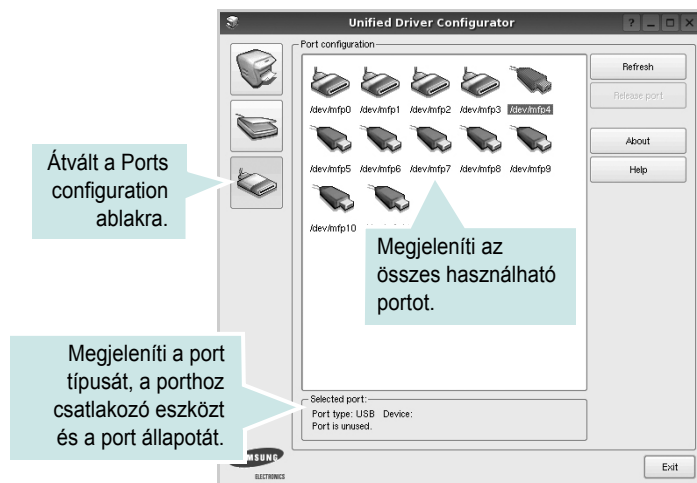 Unified Driver Configurator
Port configuration
/dev/mfp0 /dev/mfp1 /dev/mfp2 /dev/mfp3 /dev/mfp4
/dev/mfp5 /dev/mfp6 /dev/mfp7 /dev/mfp8 /dev/mfp9
/dev/mfp10
Refresh
Release port
About
Help
Átvált a Ports
configuration
ablakra.
Megjeleníti az
összes használható
portot.
Megjeleníti a port
típusát, a porthoz
csatlakozó eszközt
és a port állapotát.
Selected port:
Port type: USB Device:
Port is unused.
MSUNG
ELECTRONICS
Exit